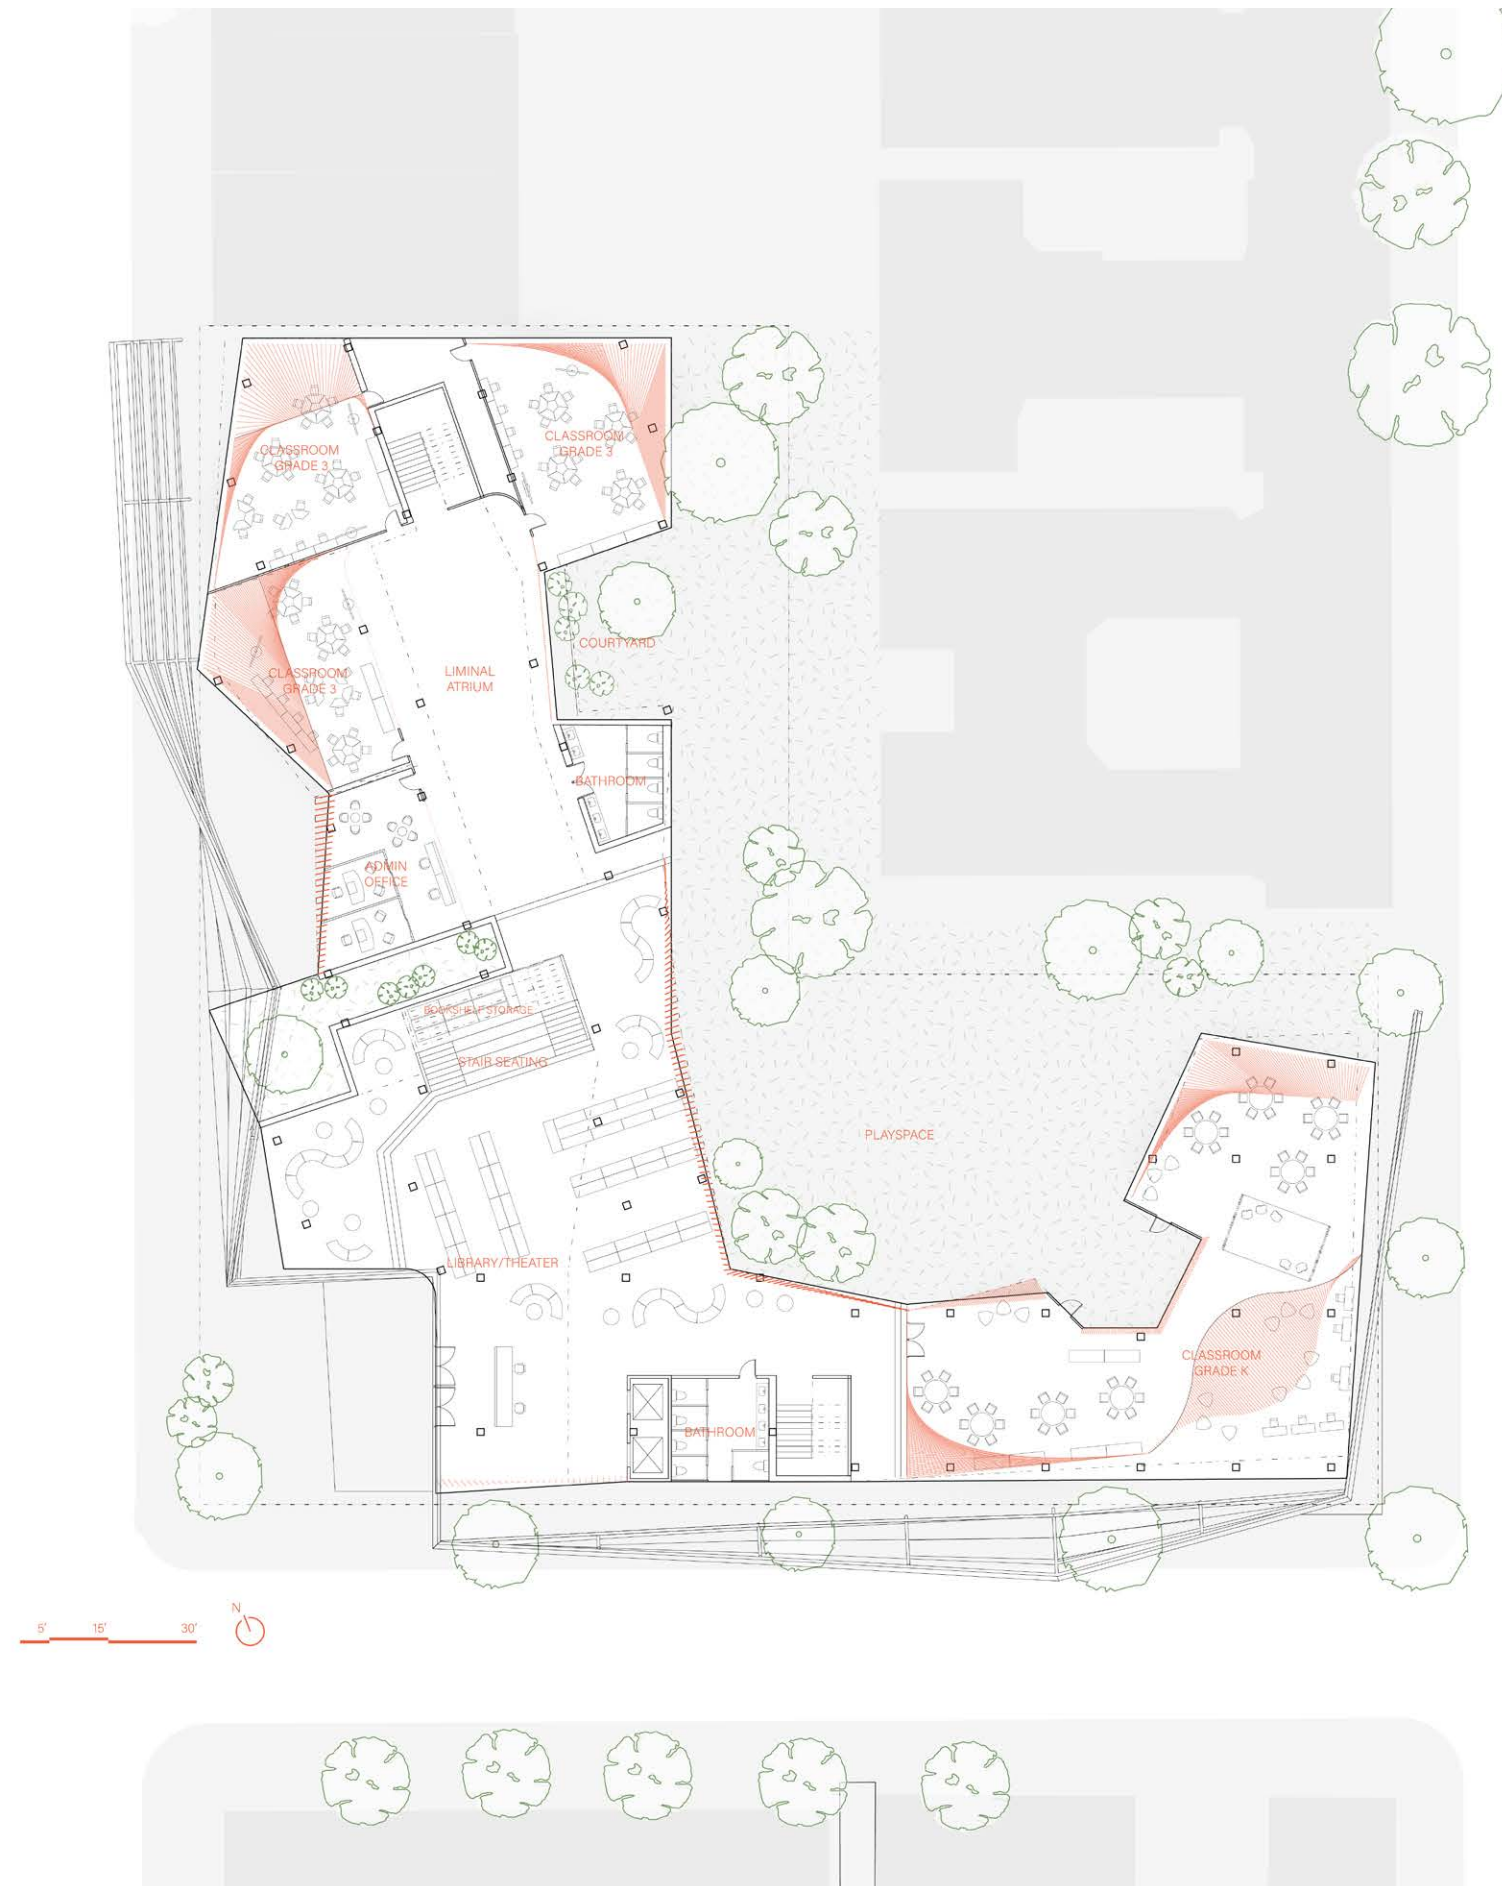 CLASSROOM
GRADE 3
CLASSROOM
GRADE 3
COURTYARD
CLASSROOM
GRADE 3
LIMINAL
ATRIUM
BATHROOM
ADMIN
OFFICE
BOOKSHELF STORAGE
STAIR SEATING
PLAYSPACE
LIBRARY/THEATER
CLASSROOM
GRADE K
BATHROOM
5' 15' 30' N